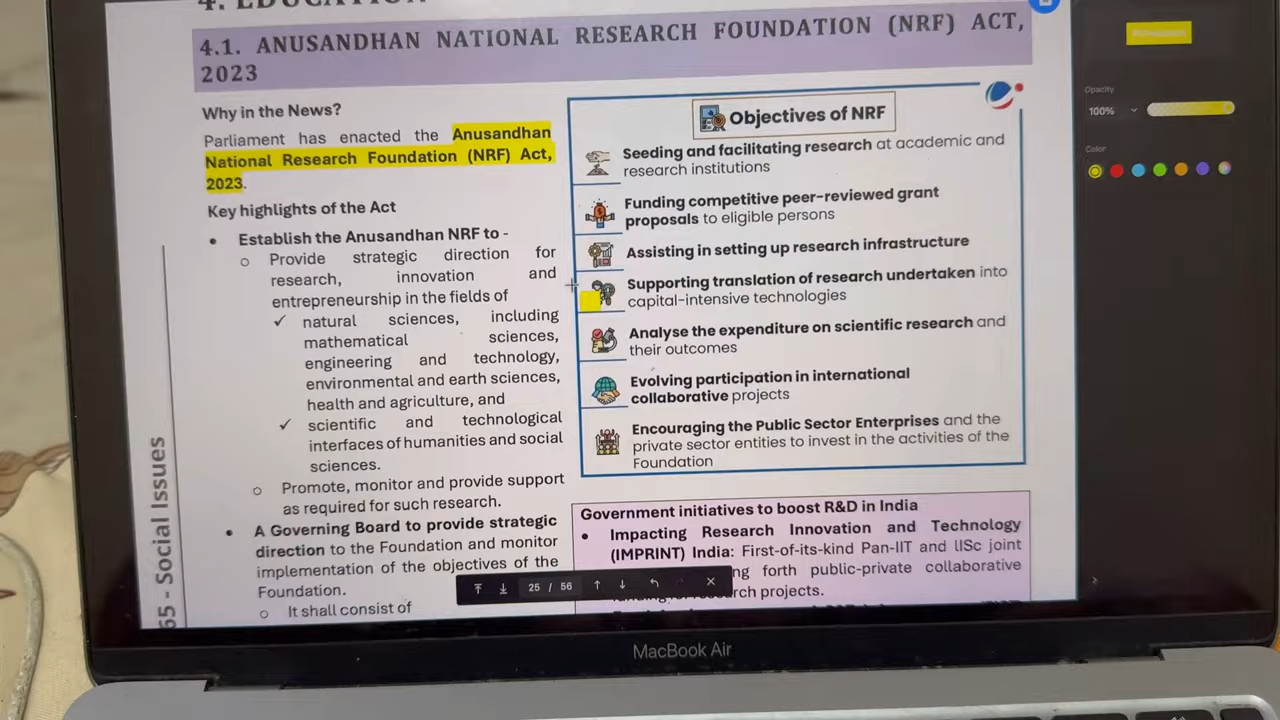 4. EDUCATION
4.1. ANUSANDHAN NATIONAL RESEARCH FOUNDATION (NRF) ACT,
2023
Why in the News?
Parliament has enacted the Anusandhan
National Research Foundation (NRF) Act,
2023.
Key highlights of the Act
• Establish the Anusandhan NRF to -
o Provide strategic direction for
research, innovation and
entrepreneurship in the fields of
✓ natural sciences, including
mathematical sciences,
engineering and technology,
environmental and earth sciences,
health and agriculture, and
✓ scientific and technological
interfaces of humanities and social
sciences.
o Promote, monitor and provide support
as required for such research.
• A Governing Board to provide strategic
direction to the Foundation and monitor
implementation of the objectives of the
Foundation.
o It shall consist of
Objectives of NRF
Seeding and facilitating research at academic and
research institutions
Funding competitive peer-reviewed grant
proposals to eligible persons
Assisting in setting up research infrastructure
Supporting translation of research undertaken into
capital-intensive technologies
Analyse the expenditure on scientific research and
their outcomes
Evolving participation in international
collaborative projects
Encouraging the Public Sector Enterprises and the
private sector entities to invest in the activities of the
Foundation
Government initiatives to boost R&D in India
• Impacting Research Innovation and Technology
(IMPRINT) India: First-of-its-kind Pan-IIT and IISc joint
forth public-private collaborative
projects.
65 - Social Issues
25 / 56
Opacity
100%
Color
MacBook Air